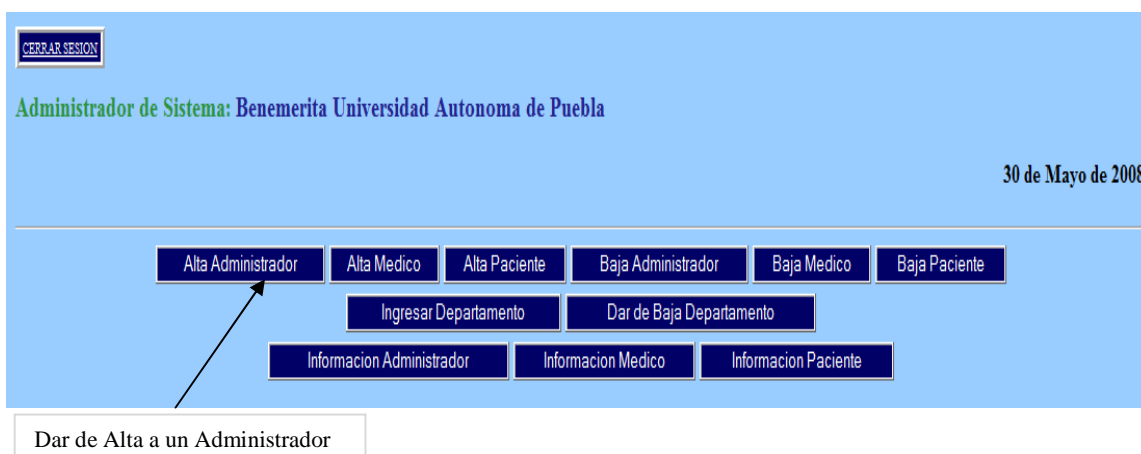 CERRAR SESION
Administrador de Sistema: Benemerita Universidad Autonoma de Puebla
30 de Mayo de 2008
Alta Administrador Alta Medico Alta Paciente Baja Administrador Baja Medico Baja Paciente
Ingresar Departamento Dar de Baja Departamento
Informacion Administrador Informacion Medico Informacion Paciente
Dar de Alta a un Administrador